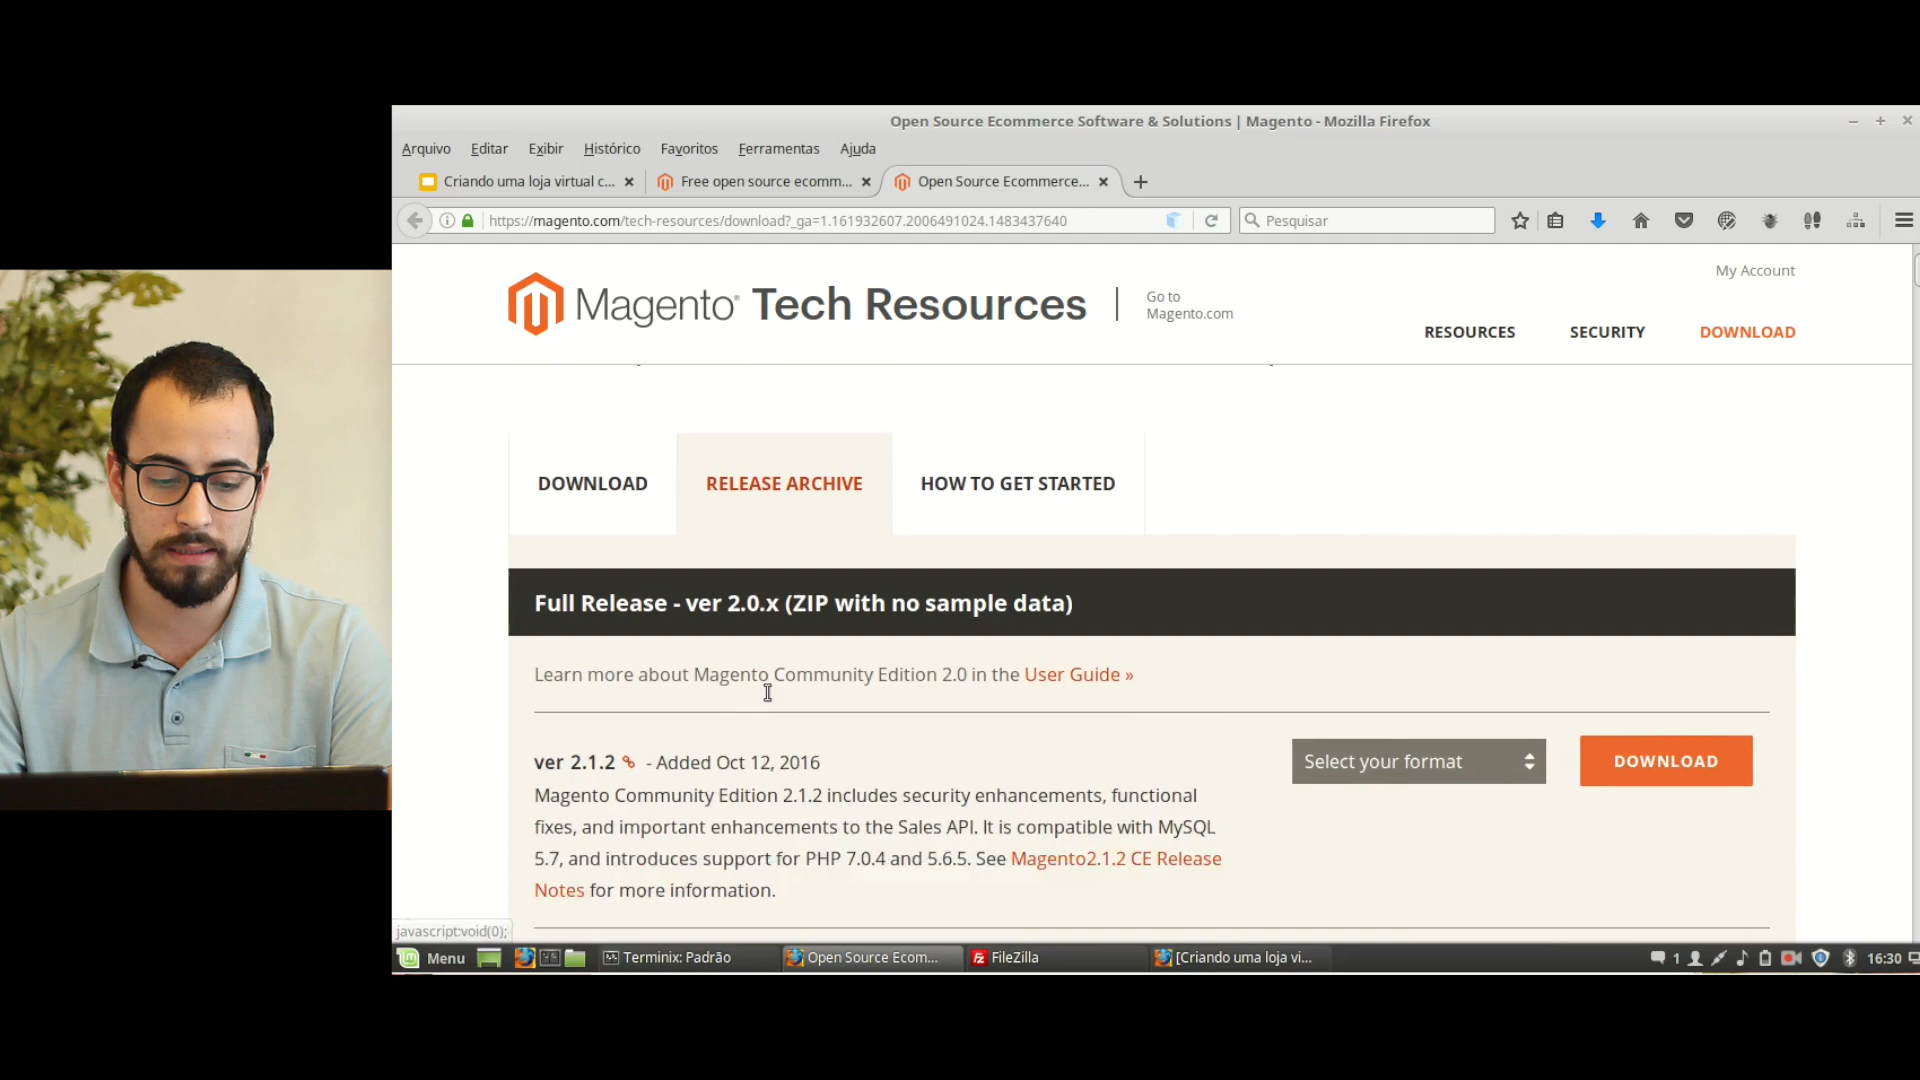 Open Source Ecommerce Software & Solutions | Magento - Mozilla Firefox
Arquivo Editar Exibir Histórico Favoritos Ferramentas Ajuda
Criando uma loja virtual c...
Free open source ecomm...
Open Source Ecommerce...
https://magento.com/tech-resources/download?_ga=1.161932607.2006491024.1483437640
Pesquisar
My Account
Magento® Tech Resources
Go to
Magento.com
RESOURCES SECURITY DOWNLOAD
DOWNLOAD
RELEASE ARCHIVE
HOW TO GET STARTED
Full Release - ver 2.0.x (ZIP with no sample data)
Learn more about Magento Community Edition 2.0 in the User Guide »
ver 2.1.2 - Added Oct 12, 2016
Select your format
DOWNLOAD
Magento Community Edition 2.1.2 includes security enhancements, functional
fixes, and important enhancements to the Sales API. It is compatible with MySQL
5.7, and introduces support for PHP 7.0.4 and 5.6.5. See Magento2.1.2 CE Release
Notes for more information.
javascript:void(0);
Menu
Terminix: Padrão
Open Source Ecom...
FileZilla
[Criando uma loja vi...
1
16:30